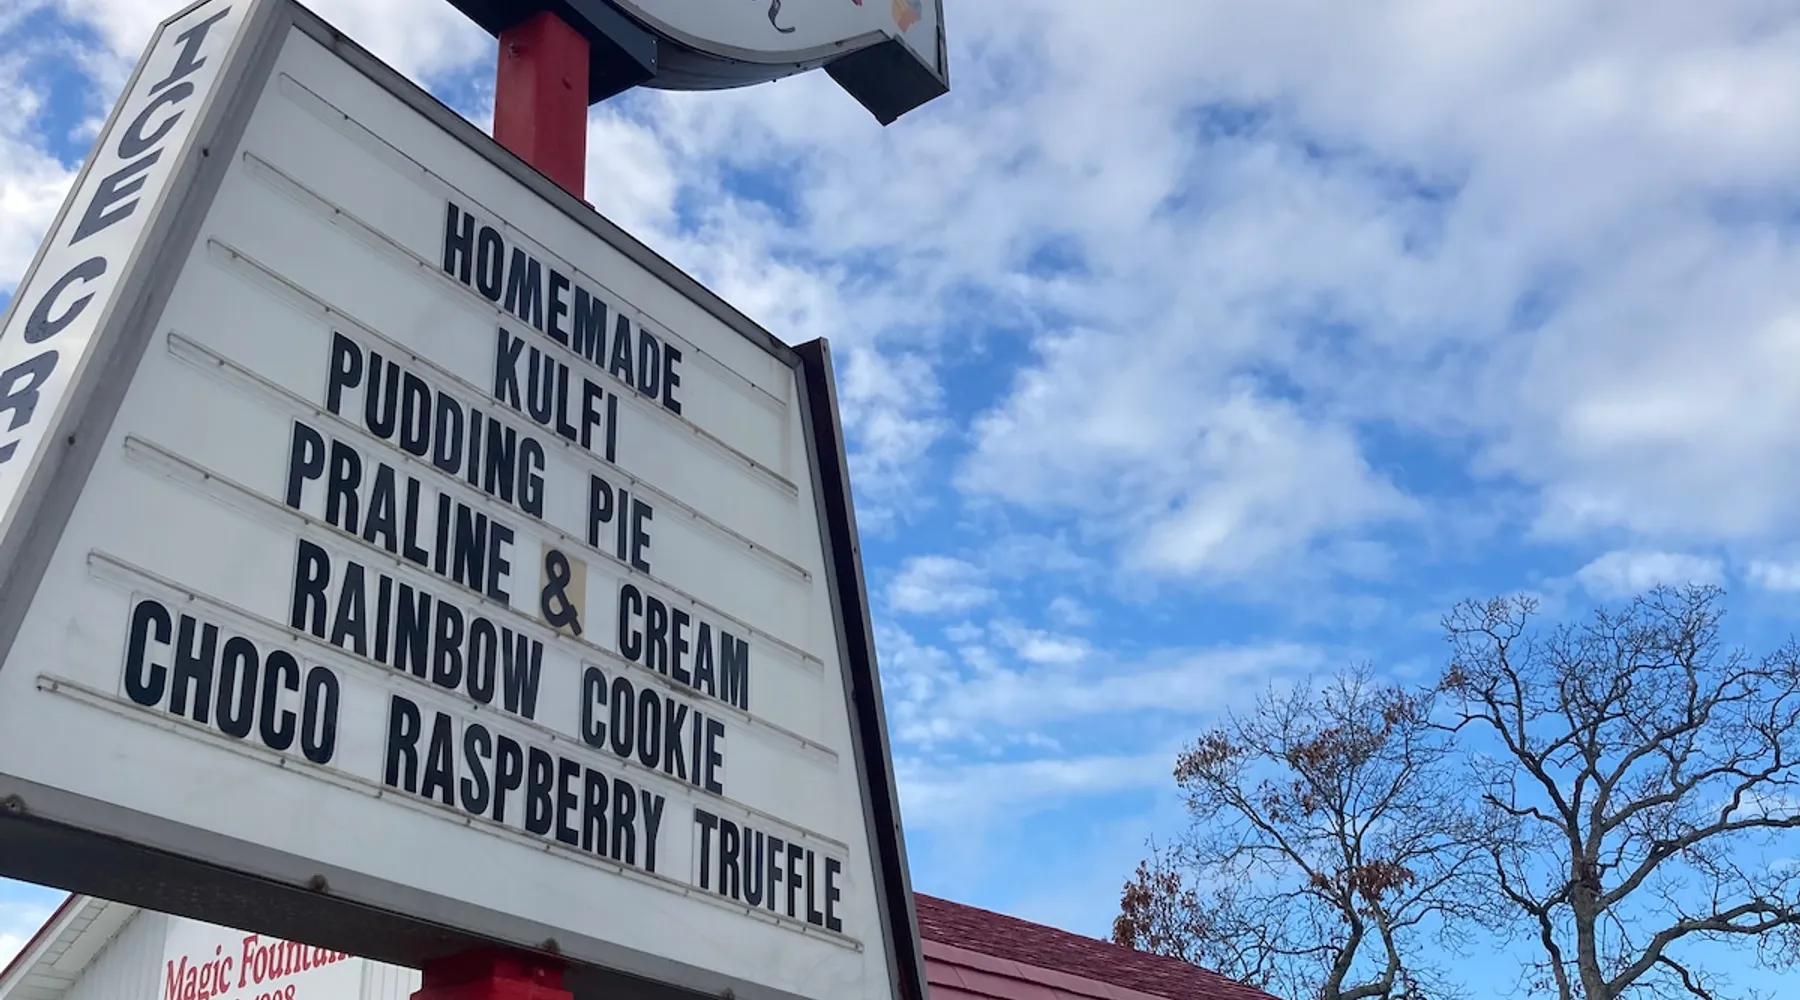 ICE CR
HOMEMADE
KULFI
PUDDING PIE
PRALINE & CREAM
RAINBOW COOKIE
CHOCO RASPBERRY TRUFFLE
Magic Fountain